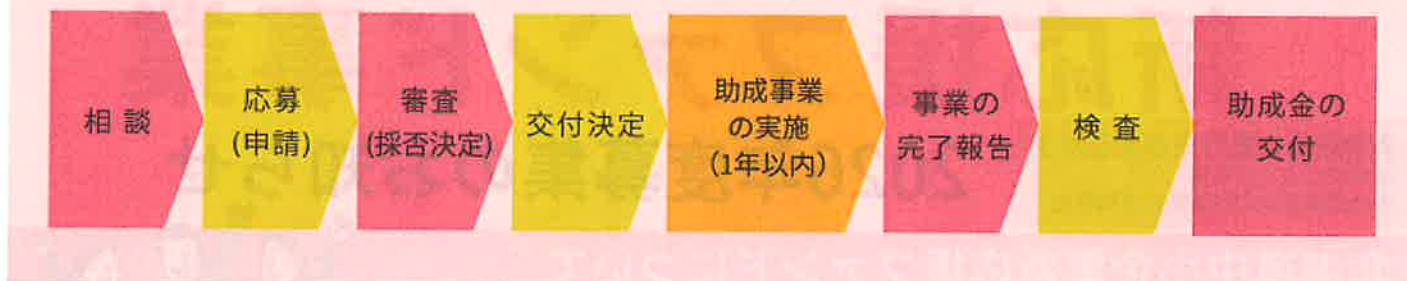 相談
応募
(申請)
審査
(採否決定)
交付決定
助成事業
の実施
(1年以内)
事業の
完了報告
検査
助成金の
交付